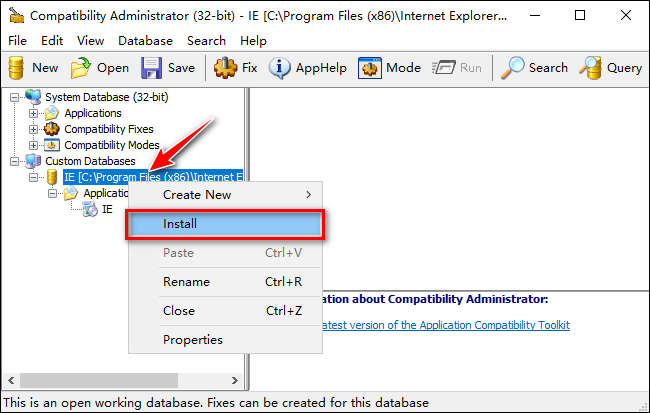 Compatibility Administrator (32-bit) - IE [C:\Program Files (x86)\Internet Explorer...
File Edit View Database Search Help
New Open Save Fix AppHelp Mode Run Search Query
System Database (32-bit)
Applications
Compatibility Fixes
Compatibility Modes
Custom Databases
IE [C:\Program Files (x86)\Internet E
Application
IE
Create New
Install
Paste Ctrl+V
Rename Ctrl+R
Close Ctrl+Z
Properties
ation about Compatibility Administrator:
atest version of the Application Compatibility Toolkit
This is an open working database. Fixes can be created for this database